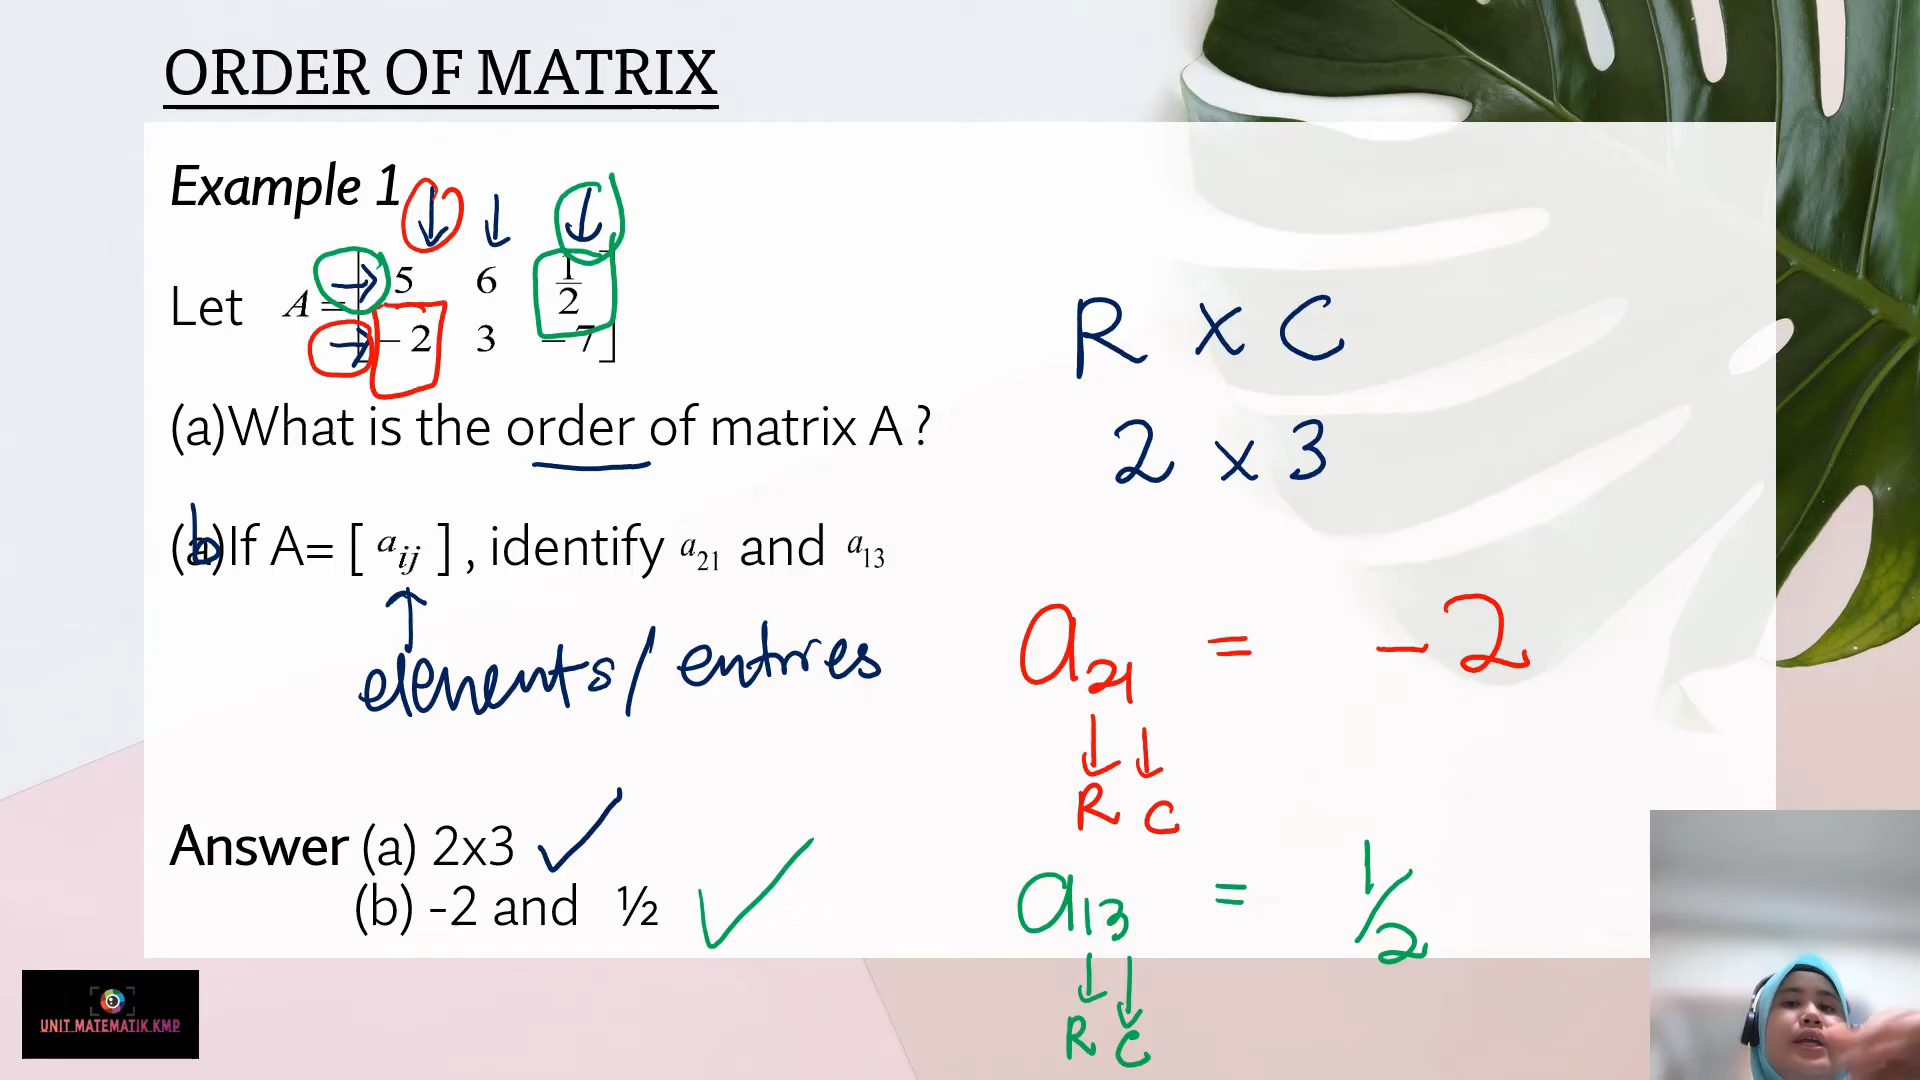 ORDER OF MATRIX
Example 1
Let A = [ 5 6 1/2
- 2 3 - 7 ]
R x C
(a)What is the order of matrix A ?
2 x 3
b
( )If A= [ aij ] , identify a21 and a13
elements/ entries
a21 = - 2
R C
Answer (a) 2x3
(b) -2 and ½
a13 = 1/2
R C
UNIT MATEMATIK KMP